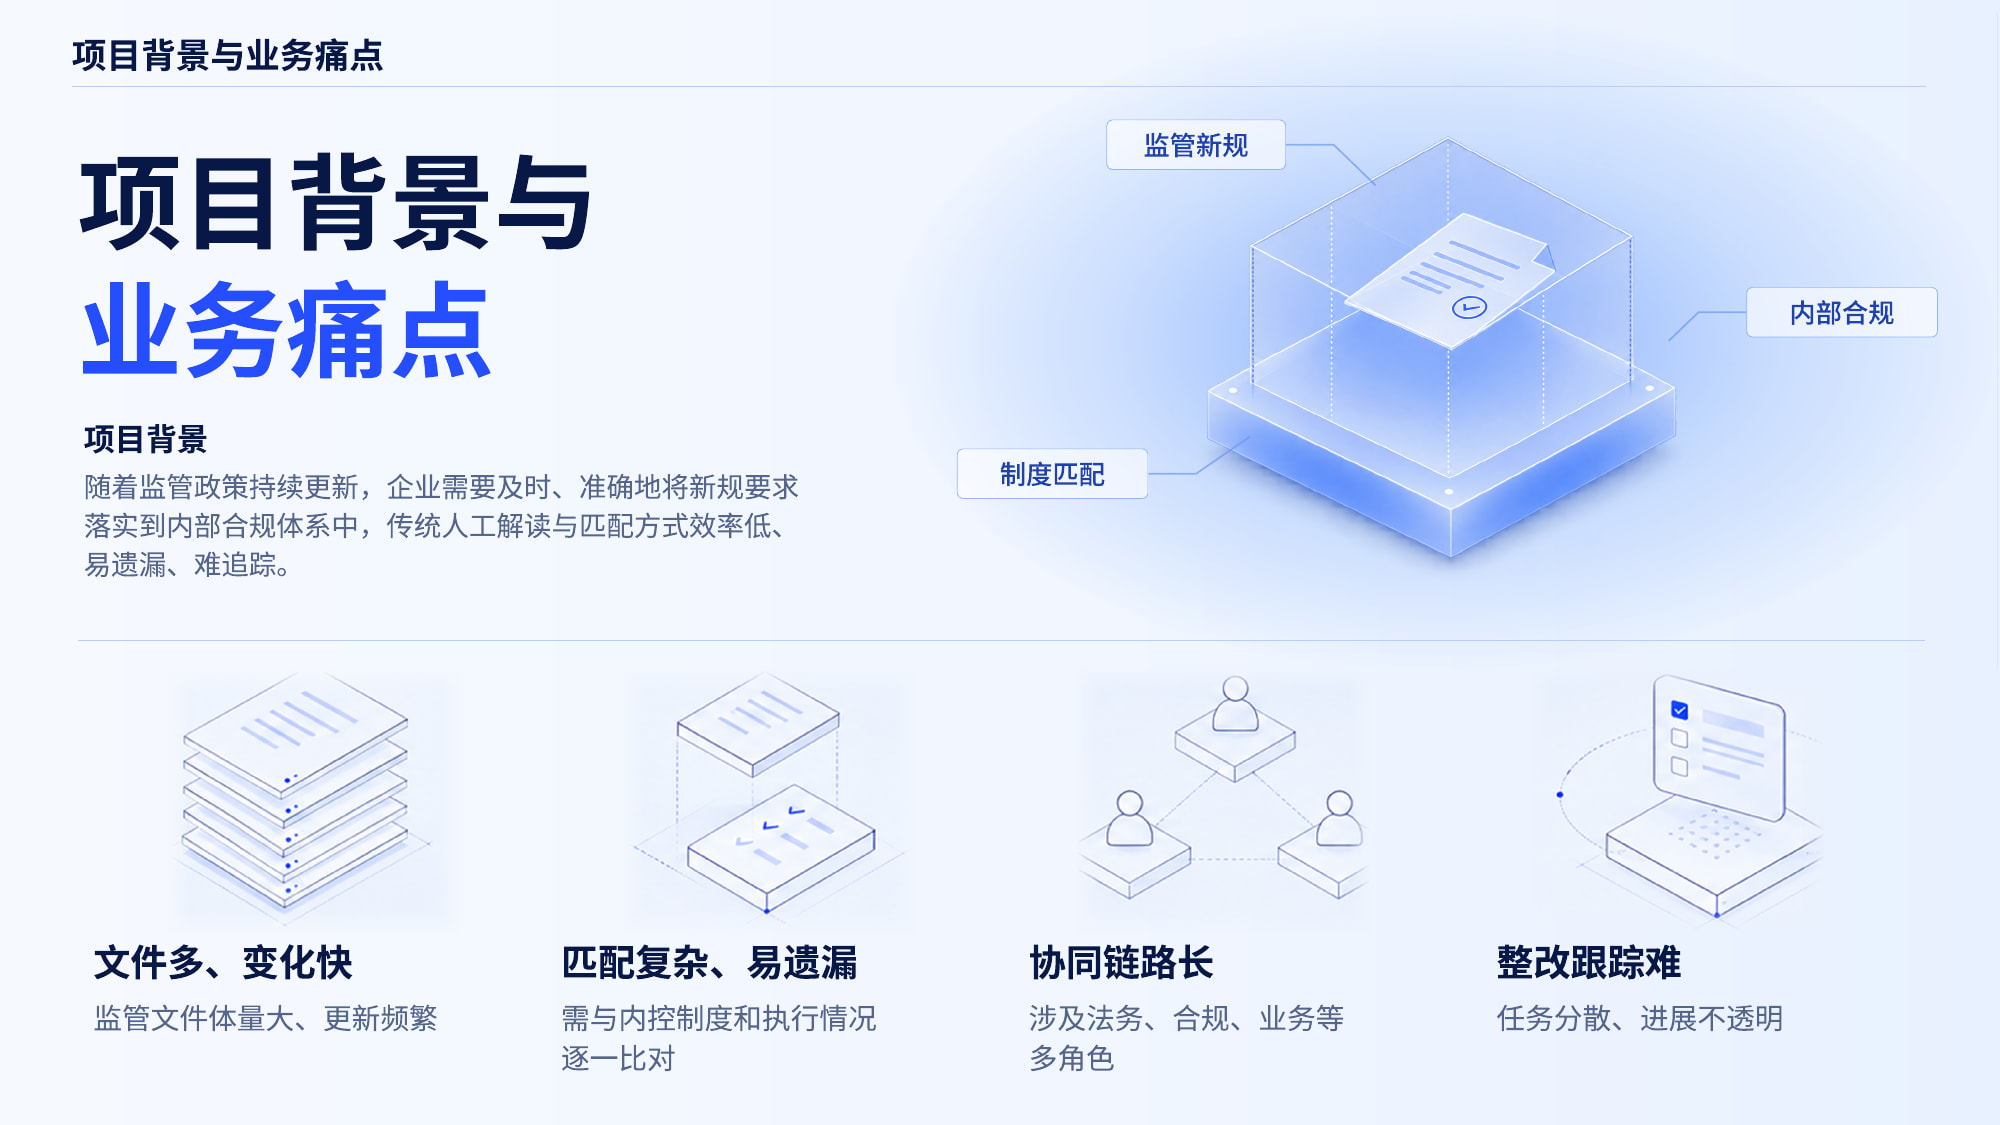 项目背景与业务痛点
项目背景与
业务痛点
项目背景
随着监管政策持续更新，企业需要及时、准确地将新规要求
落实到内部合规体系中，传统人工解读与匹配方式效率低、
易遗漏、难追踪。
监管新规
内部合规
制度匹配
文件多、变化快
监管文件体量大、更新频繁
匹配复杂、易遗漏
需与内控制度和执行情况
逐一比对
协同链路长
涉及法务、合规、业务等
多角色
整改跟踪难
任务分散、进展不透明